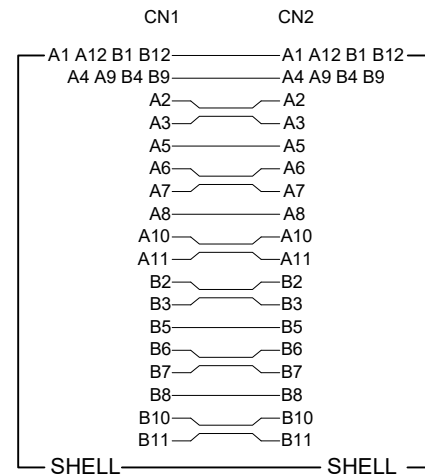 CN1 CN2
A1 A12 B1 B12 A1 A12 B1 B12
A4 A9 B4 B9 A4 A9 B4 B9
A2 A2
A3 A3
A5 A5
A6 A6
A7 A7
A8 A8
A10 A10
A11 A11
B2 B2
B3 B3
B5 B5
B6 B6
B7 B7
B8 B8
B10 B10
B11 B11
SHELL SHELL